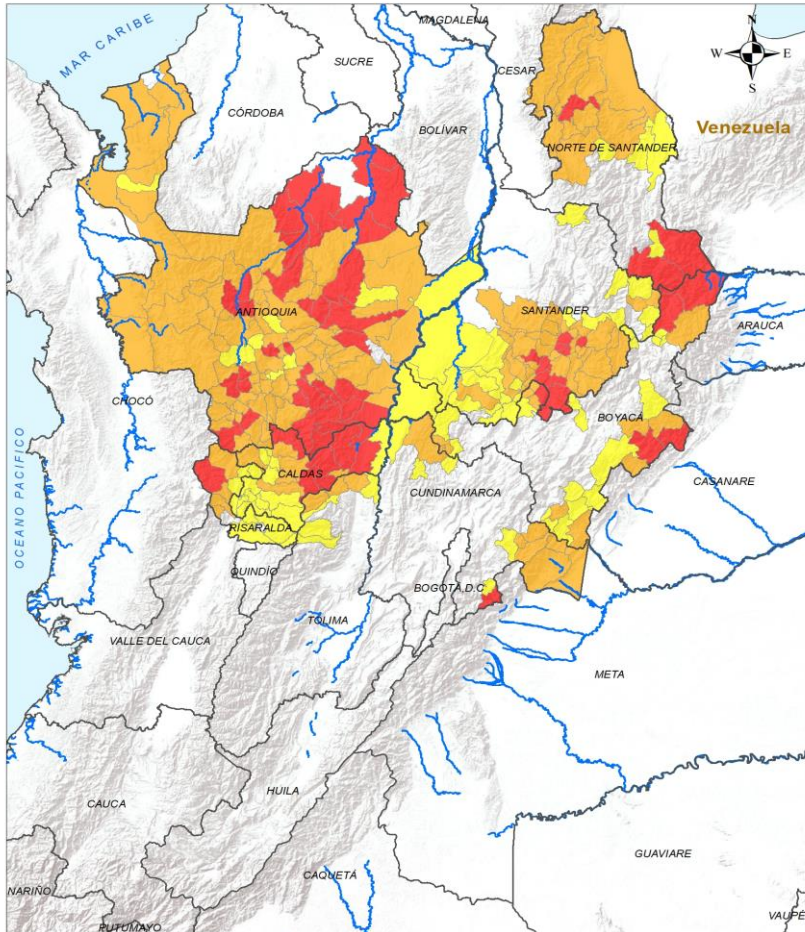 MAR CARIBE
MAGDALENA
SUCRE
CESAR
N
W
E
S
CÓRDOBA
BOLÍVAR
Venezuela
NORTE DE SANTANDER
ANTIOQUIA
SANTANDER
ARAUCA
CHOCÓ
BOYACÁ
CALDAS
CUNDINAMARCA
CASANARE
OCEANO PACIFICO
RISARALDA
QUINDÍO
BOGOTÁ, D.C
TOLIMA
VALLE DEL CAUCA
META
HUILA
CAUCA
GUAVIARE
CAQUETÁ
NARIÑO
PUTUMAYO
VAUPÉ